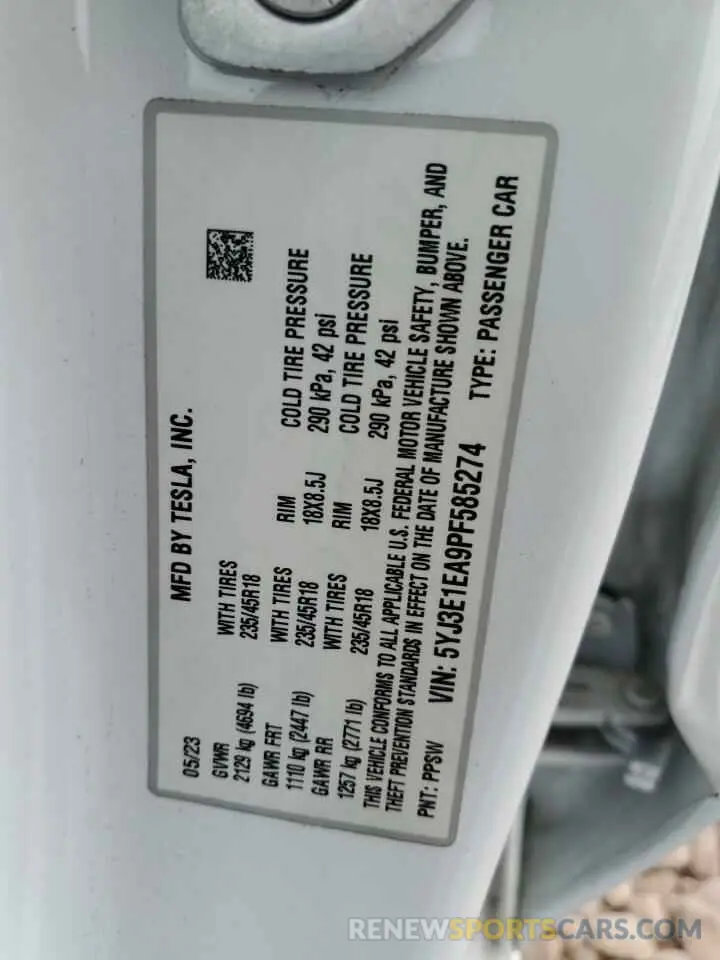 MFD BY TESLA, INC.
05/23
GVWR
2129 kg (4694 lb)
WITH TIRES
235/45R18
GAWR FRT
1110 kg (2447 lb)
WITH TIRES
235/45R18
RIM
18X8.5J
COLD TIRE PRESSURE
290 kPa, 42 psi
GAWR RR
1257 kg (2771 lb)
WITH TIRES
235/45R18
RIM
18X8.5J
COLD TIRE PRESSURE
290 kPa, 42 psi
THIS VEHICLE CONFORMS TO ALL APPLICABLE U.S. FEDERAL MOTOR VEHICLE SAFETY, BUMPER, AND
THEFT PREVENTION STANDARDS IN EFFECT ON THE DATE OF MANUFACTURE SHOWN ABOVE.
PNT: PPSW VIN: 5YJ3E1EA9PF585274 TYPE: PASSENGER CAR
RENEWSPORTSCARS.COM